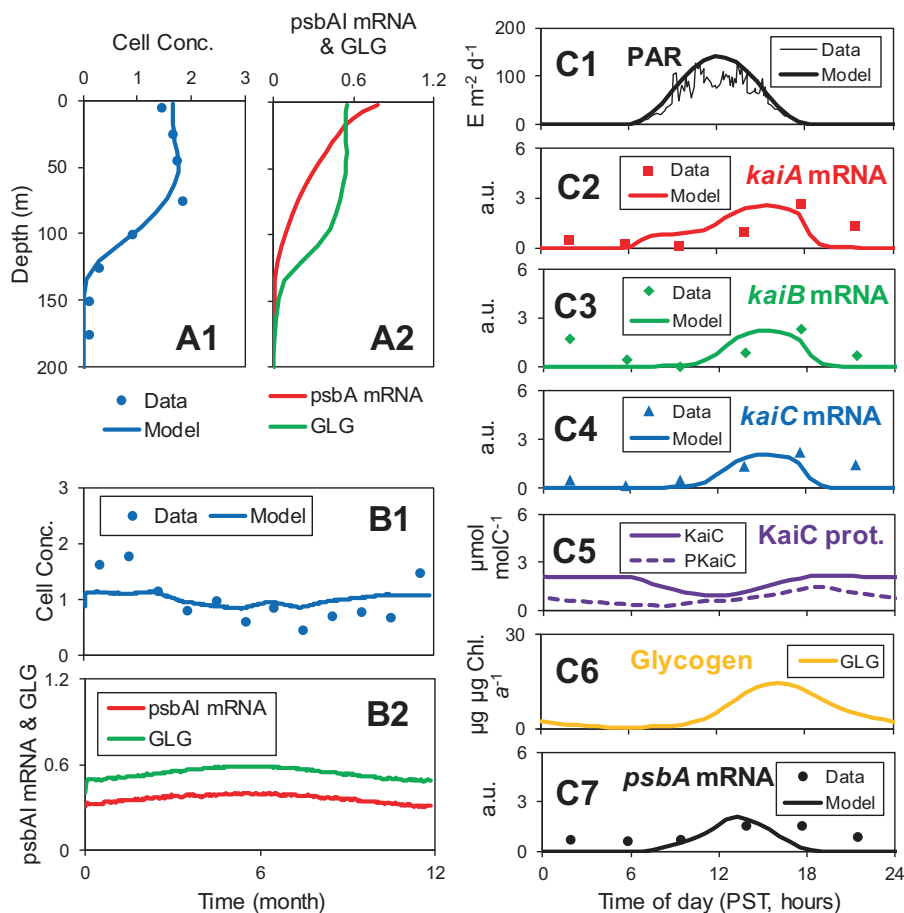 Cell Conc.
0 1 2 3
psbAI mRNA
& GLG
0 0.6 1.2
Depth (m)
0
50
100
150
200
A1
A2
Data
Model
psbA mRNA
GLG
Cell Conc.
3
2
1
0
Data Model
B1
psbAI mRNA & GLG
1.2
0.6
0
psbAI mRNA
GLG
B2
0 6 12
Time (month)
E m-2 d-1
200
100
0
C1
PAR
Data
Model
0 6 12 18 24
a.u.
6
3
0
C2
Data
Model
kaiA mRNA
a.u.
6
3
0
C3
Data
Model
kaiB mRNA
a.u.
6
3
0
C4
Data
Model
kaiC mRNA
µmol
molC-1
6
3
0
C5
KaiC
PKaiC
KaiC prot.
µg µg Chl.
a-1
30
0
C6
Glycogen
GLG
a.u.
6
3
0
C7
psbA mRNA
Data
Model
0 6 12 18 24
Time of day (PST, hours)